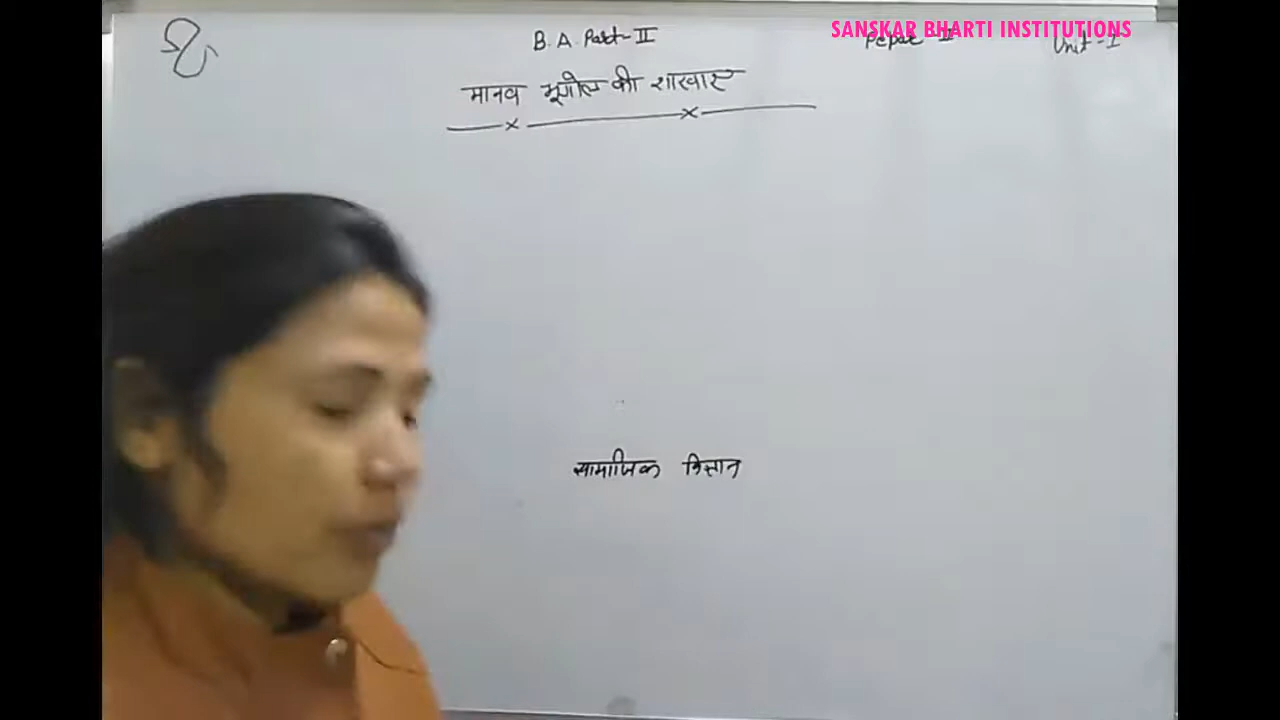 SANSKAR BHARTI INSTITUTIONS
B.A. Part-II Unit-I
मानव भूगोल की शाखाएं
सामाजिक विज्ञान